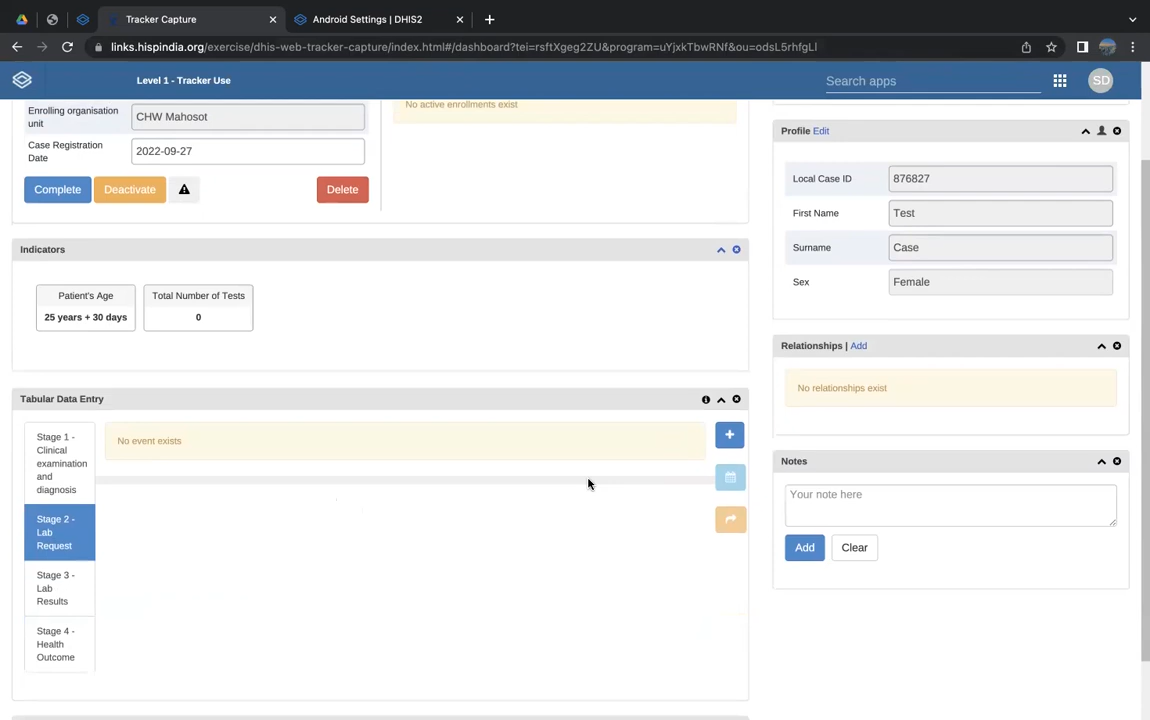 Tracker Capture
Android Settings | DHIS2
links.hispindia.org/exercise/dhis-web-tracker-capture/index.html#/dashboard?tei=rsftXgeg2ZU&program=uYjxkTbwRNf&ou=odsL5rhfgLl
Level 1 - Tracker Use
Search apps
SD
Enrolling organisation
unit
CHW Mahosot
Case Registration
Date
2022-09-27
Complete
Deactivate
Delete
No active enrollments exist
Indicators
Patient's Age
25 years + 30 days
Total Number of Tests
0
Tabular Data Entry
Stage 1 -
Clinical
examination
and
diagnosis
Stage 2 -
Lab
Request
Stage 3 -
Lab
Results
Stage 4 -
Health
Outcome
No event exists
Profile Edit
Local Case ID
876827
First Name
Test
Surname
Case
Sex
Female
Relationships | Add
No relationships exist
Notes
Your note here
Add
Clear